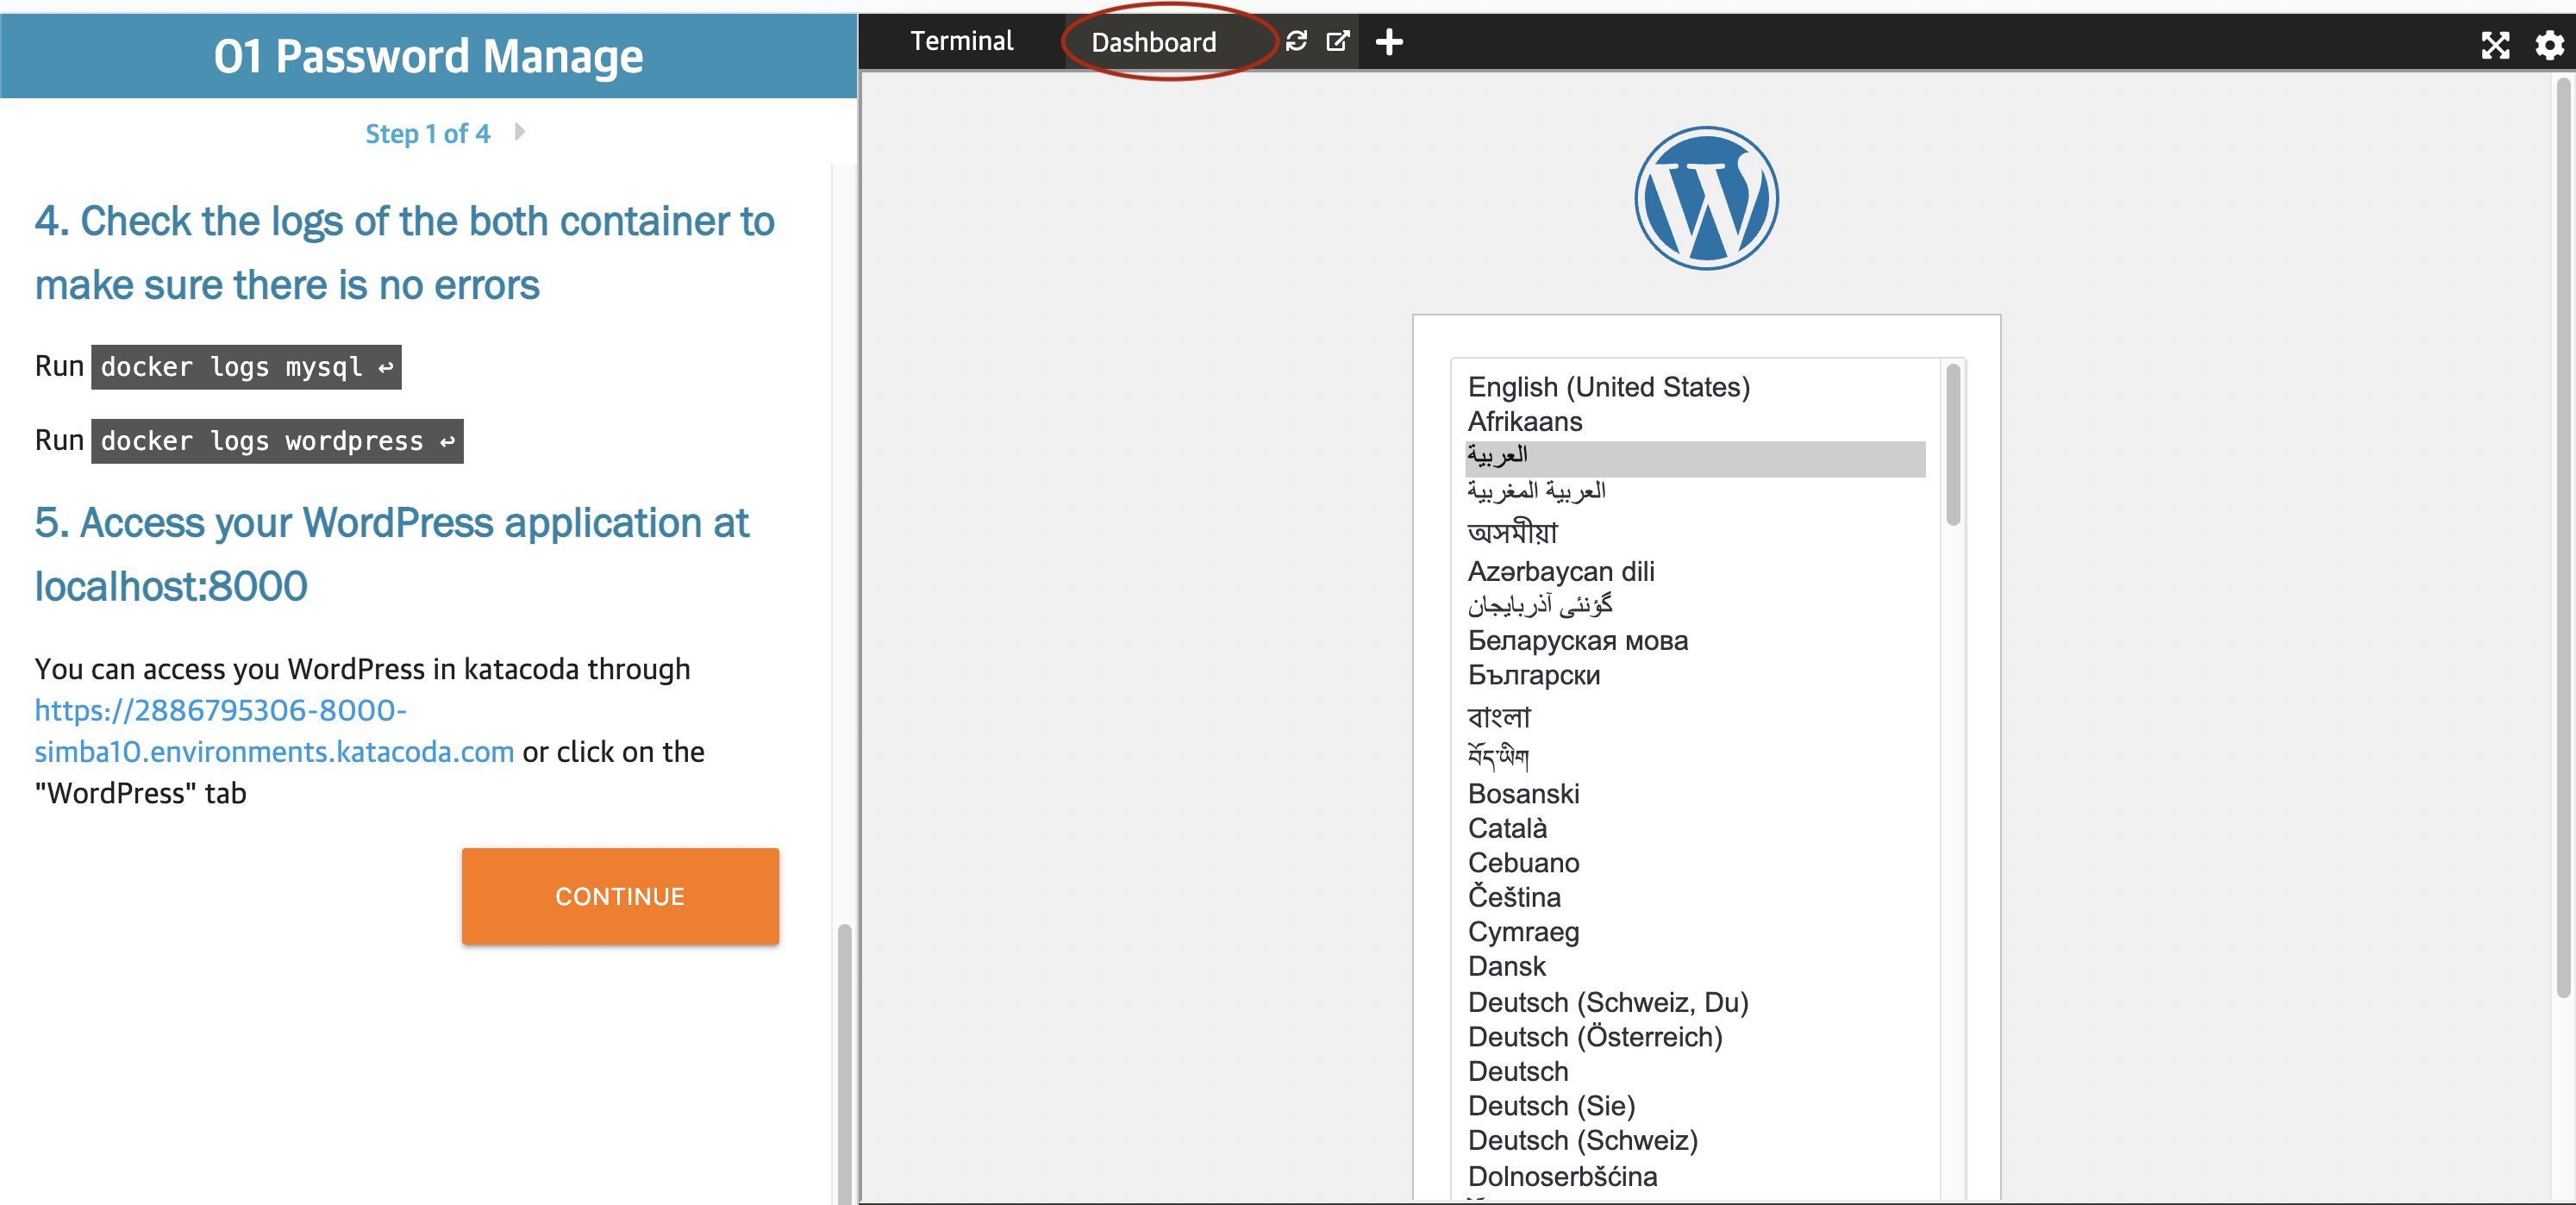 01 Password Manage
Step 1 of 4
4. Check the logs of the both container to
make sure there is no errors
Run docker logs mysql ↩
Run docker logs wordpress ↩
5. Access your WordPress application at
localhost:8000
You can access you WordPress in katacoda through
https://2886795306-8000-
simba10.environments.katacoda.com or click on the
"WordPress" tab
CONTINUE
Terminal
Dashboard
English (United States)
Afrikaans
العربية
العربية المغربية
অসমীয়া
Azərbaycan dili
گؤنئی آذربایجان
Беларуская мова
Български
বাংলা
བོད་ཡིག
Bosanski
Català
Cebuano
Čeština
Cymraeg
Dansk
Deutsch (Schweiz, Du)
Deutsch (Österreich)
Deutsch
Deutsch (Sie)
Deutsch (Schweiz)
Dolnoserbšćina